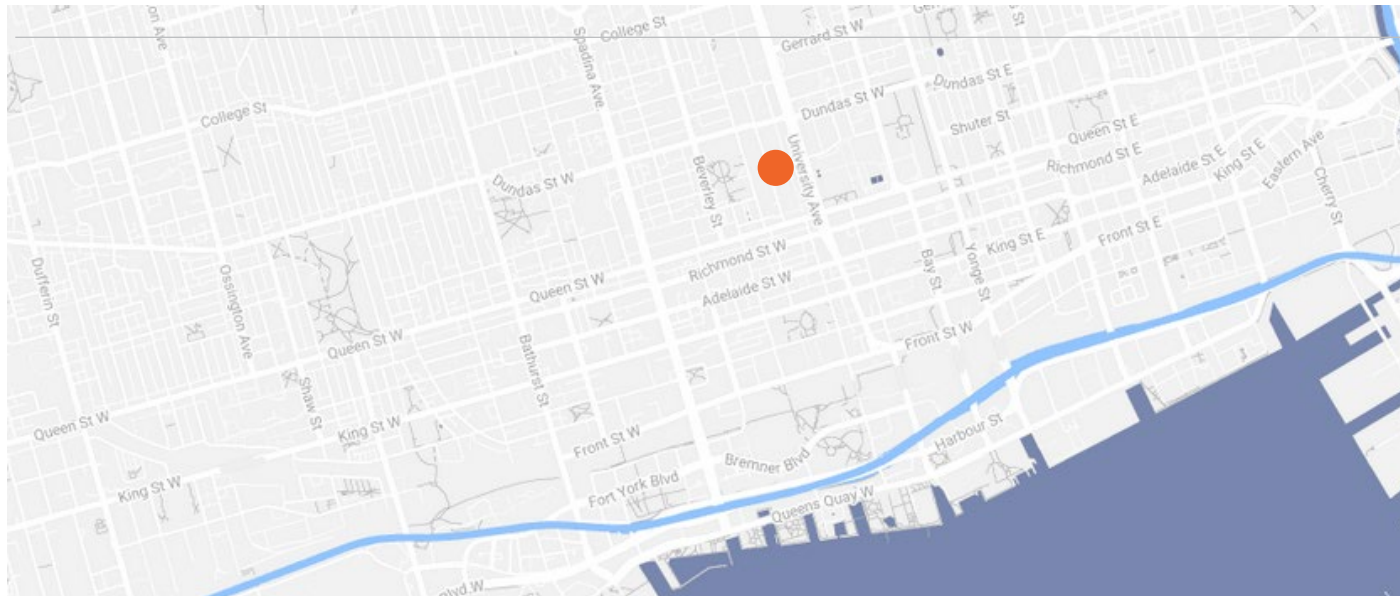 College St
Gerrard St W
Spadina Ave
Dundas St E
Dundas St W
College St
Shuter St
Queen St E
University Ave
Richmond St E
Adelaide St E
King St E
Eastern Ave
Beverley St
Dundas St W
Cherry St
Front St E
King St E
Richmond St W
Bay St
Yonge St
Queen St W
Adelaide St W
Dufferin St
Ossington Ave
Queen St W
Front St W
Bathurst St
Shaw St
Queen St W
King St W
Front St W
Harbour St
Bremner Blvd
King St W
Fort York Blvd
Queens Quay W